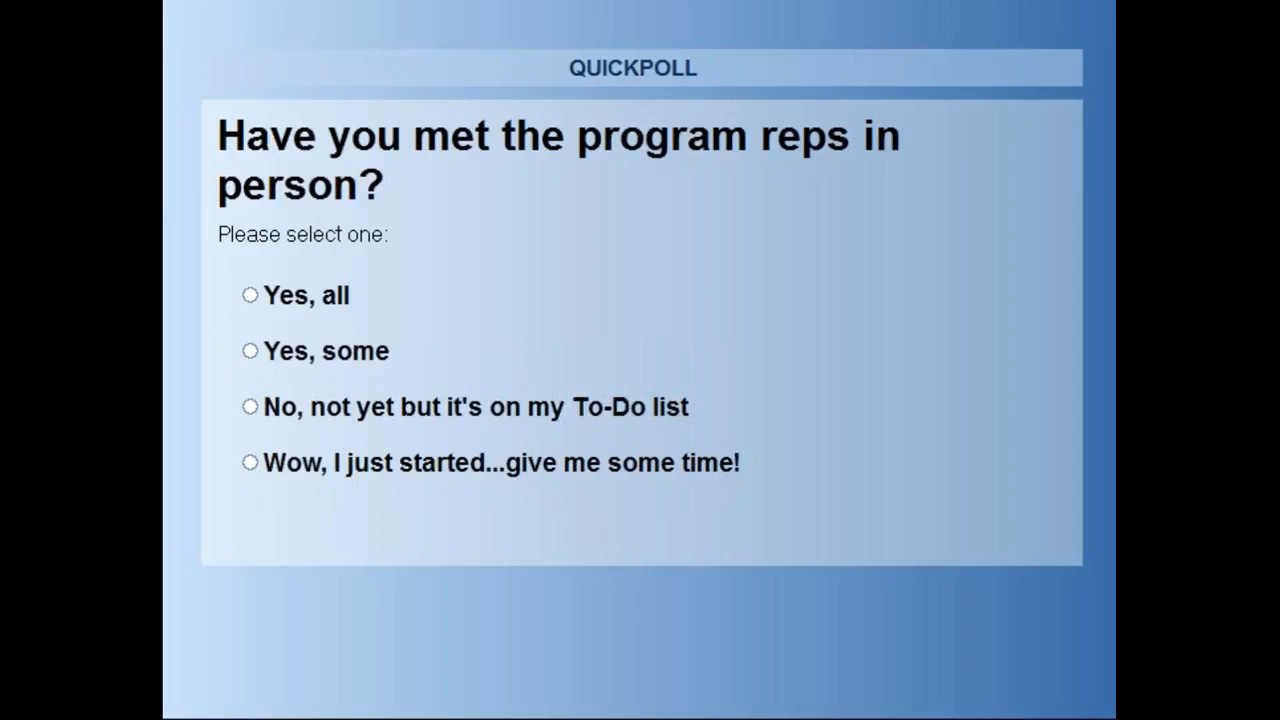 QUICKPOLL
Have you met the program reps in
person?
Please select one:
Yes, all
Yes, some
No, not yet but it's on my To-Do list
Wow, I just started...give me some time!